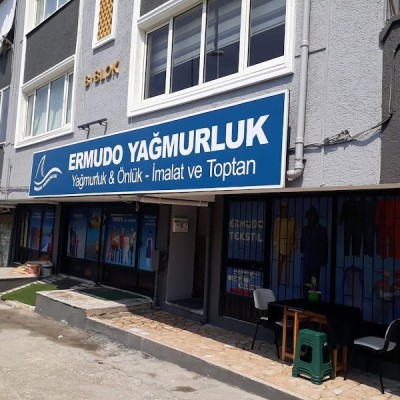 B-BLOK
ERMUDO YAĞMURLUK
Yağmurluk & Önlük - İmalat ve Toptan
ERMUDO
TEKSTİL